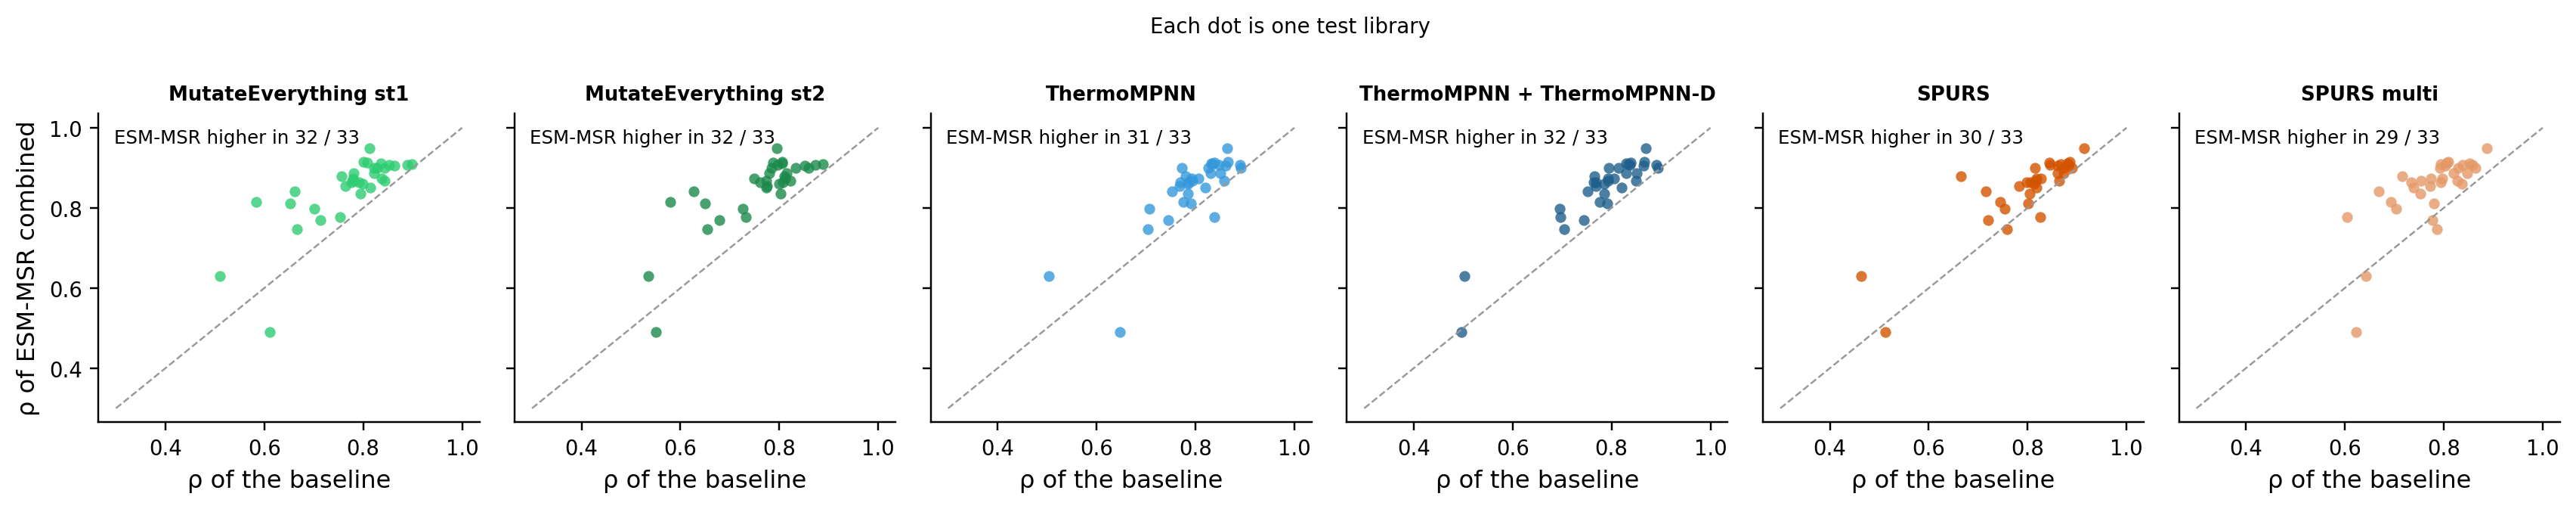 Each dot is one test library
MutateEverything st1
MutateEverything st2
ThermoMPNN
ThermoMPNN + ThermoMPNN-D
SPURS
SPURS multi
ESM-MSR higher in 32 / 33
ESM-MSR higher in 32 / 33
ESM-MSR higher in 31 / 33
ESM-MSR higher in 32 / 33
ESM-MSR higher in 30 / 33
ESM-MSR higher in 29 / 33
ρ of ESM-MSR combined
1.0
0.8
0.6
0.4
0.4 0.6 0.8 1.0
0.4 0.6 0.8 1.0
0.4 0.6 0.8 1.0
0.4 0.6 0.8 1.0
0.4 0.6 0.8 1.0
0.4 0.6 0.8 1.0
ρ of the baseline
ρ of the baseline
ρ of the baseline
ρ of the baseline
ρ of the baseline
ρ of the baseline